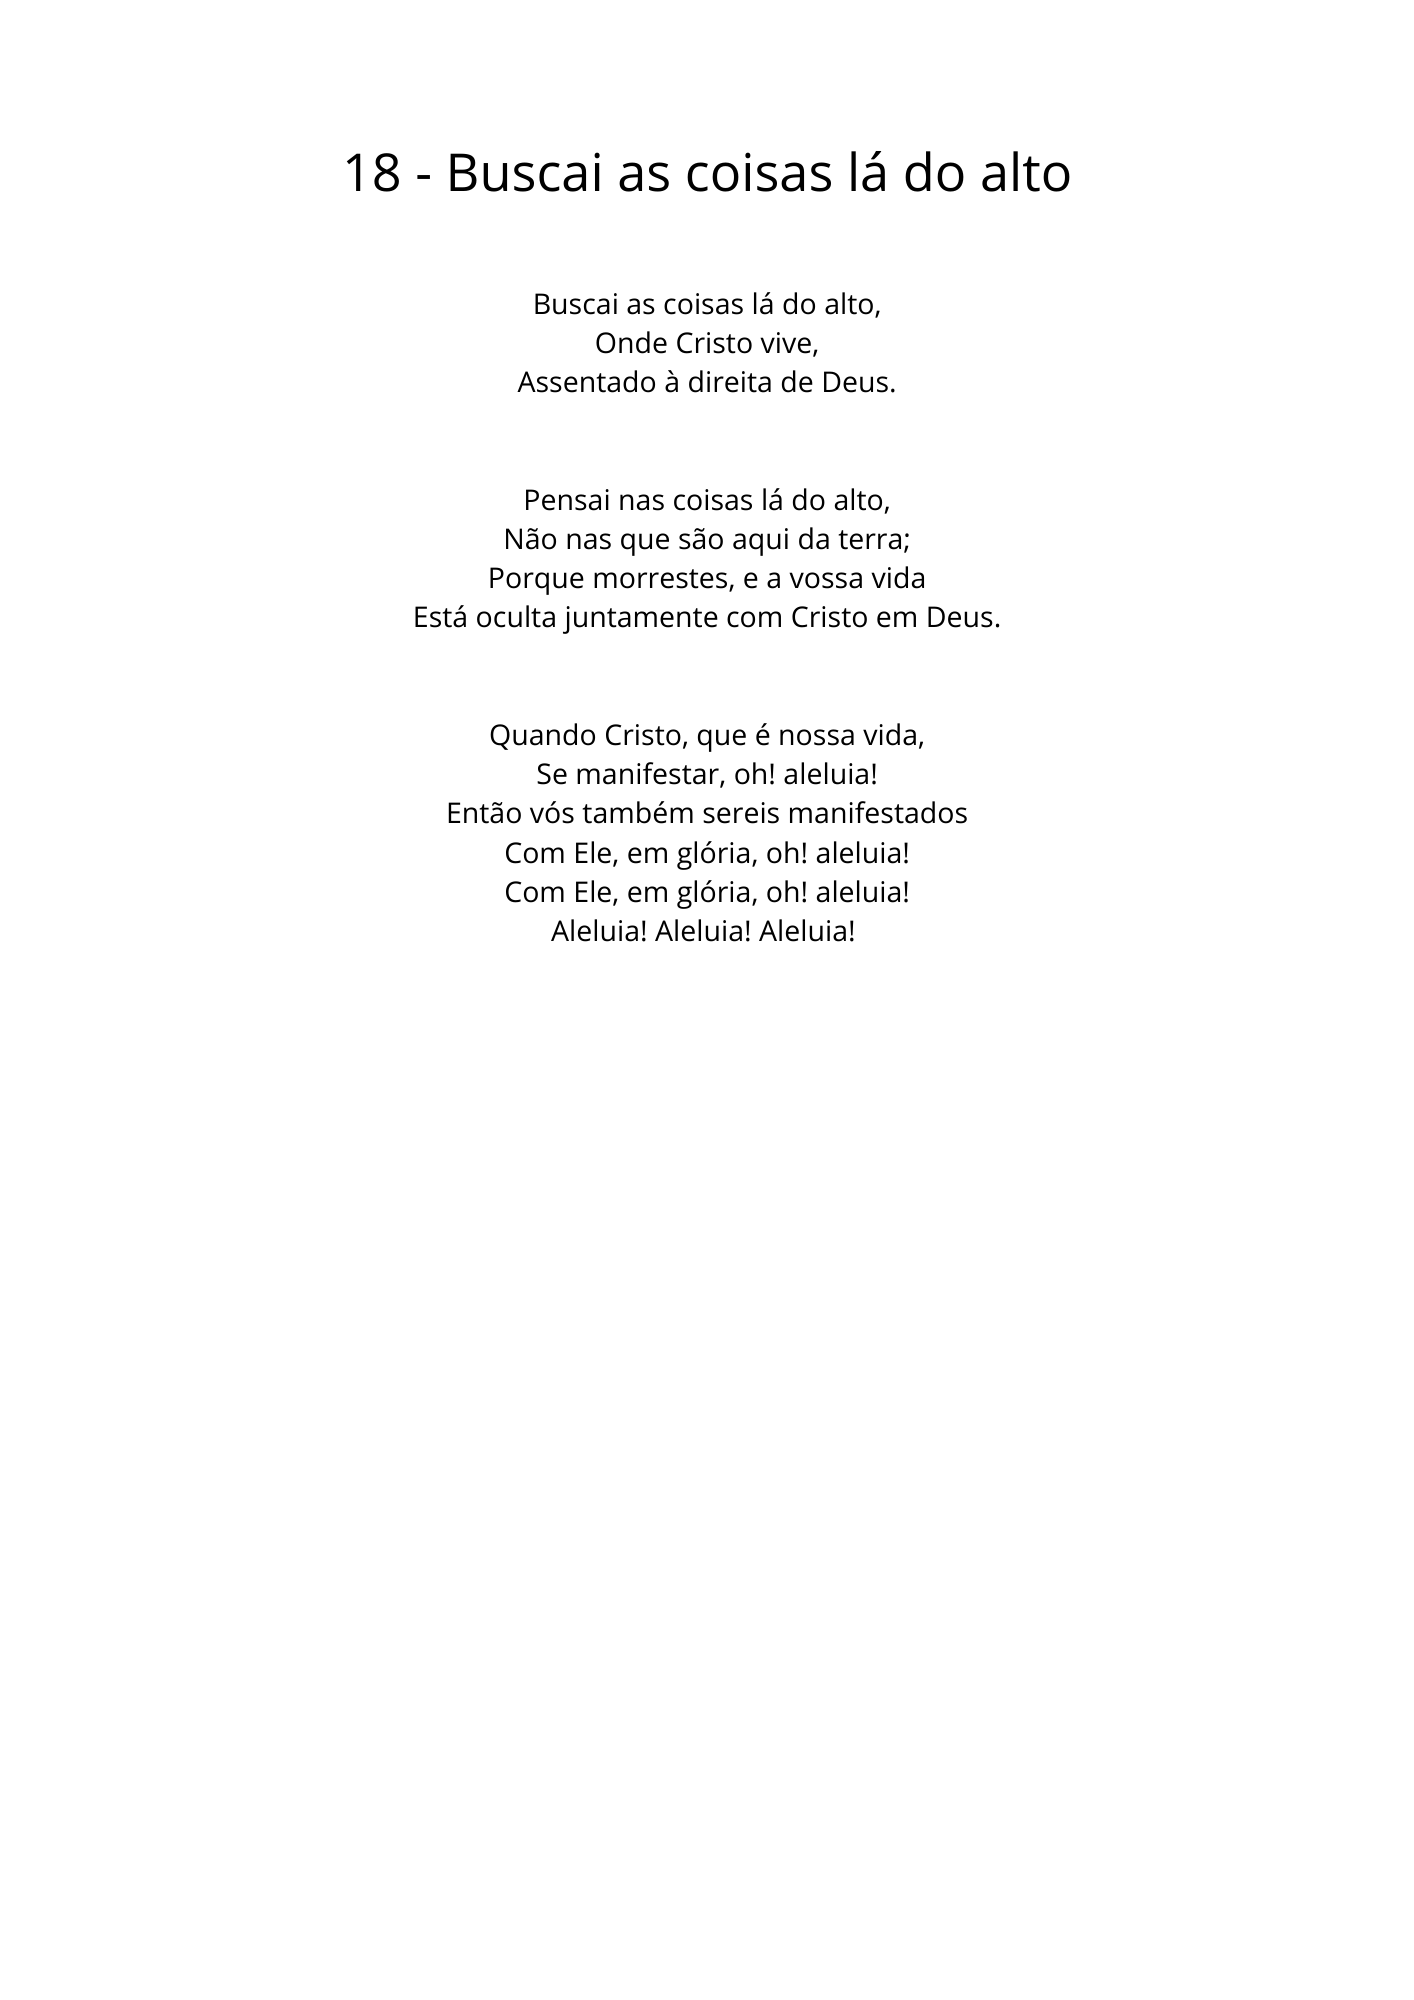 18 - Buscai as coisas lá do alto
Buscai as coisas lá do alto,
Onde Cristo vive,
Assentado à direita de Deus.
Pensai nas coisas lá do alto,
Não nas que são aqui da terra;
Porque morrestes, e a vossa vida
Está oculta juntamente com Cristo em Deus.
Quando Cristo, que é nossa vida,
Se manifestar, oh! aleluia!
Então vós também sereis manifestados
Com Ele, em glória, oh! aleluia!
Com Ele, em glória, oh! aleluia!
Aleluia! Aleluia! Aleluia!